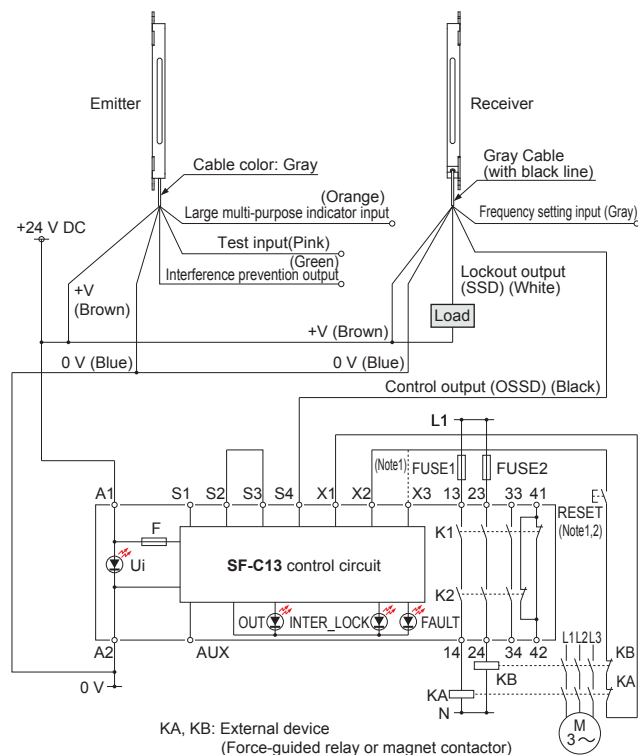 Emitter
Receiver
Cable color: Gray
Gray Cable
(with black line)
(Orange)
Large multi-purpose indicator input
Frequency setting input (Gray)
+24 V DC
Test input(Pink)
(Green)
Interference prevention output
Lockout output
(SSD) (White)
+V
(Brown)
Load
+V (Brown)
0 V (Blue)
0 V (Blue)
Control output (OSSD) (Black)
L1
(Note1)
FUSE1
FUSE2
A1
S1
S2
S3
S4
X1
X2
X3
13
23
33
41
RESET
(Note1,2)
F
K1
Ui
SF-C13 control circuit
K2
OUT
INTER_LOCK
FAULT
A2
AUX
14
24
34
42
L1L2L3
KB
KB
KA
KA
0 V
N
M
3~
KA, KB: External device
(Force-guided relay or magnet contactor)